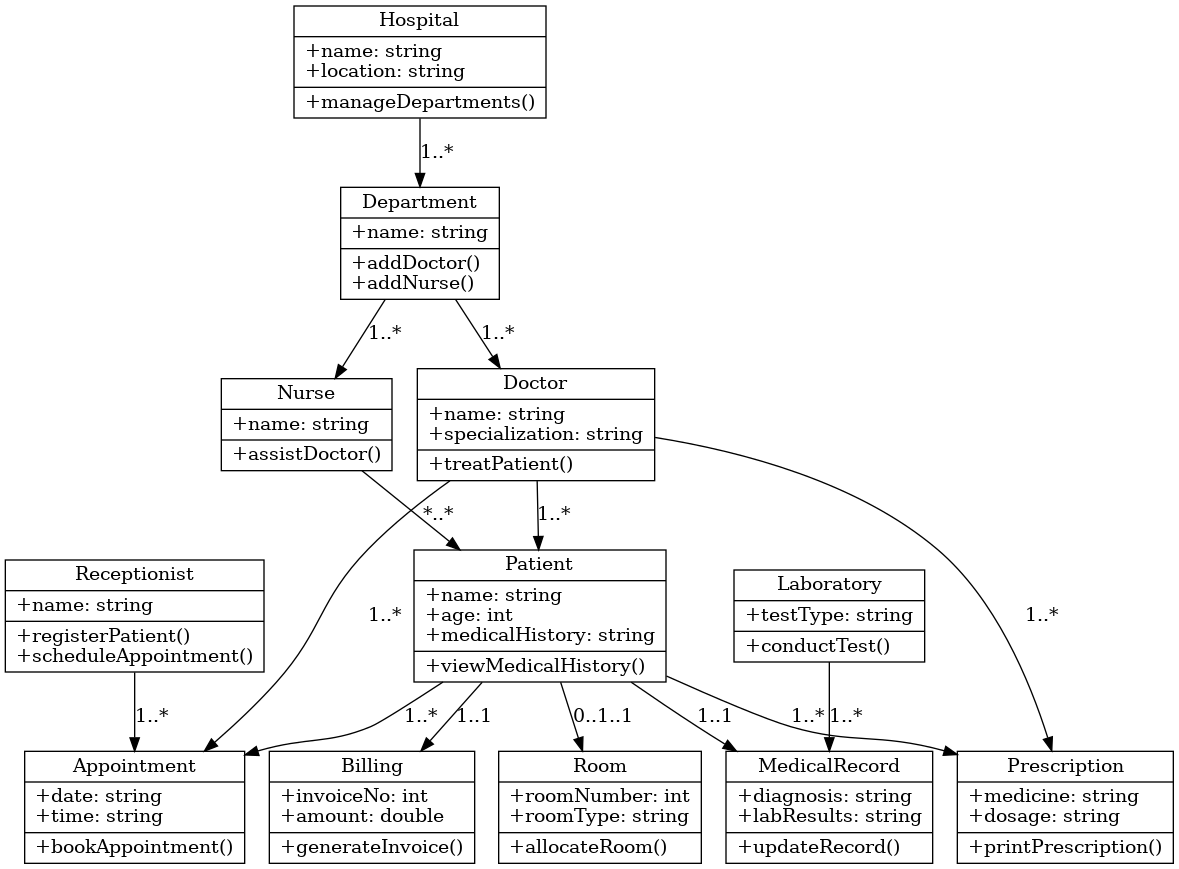 Hospital
+name: string
+location: string
+manageDepartments()
1..*
Department
+name: string
+addDoctor()
+addNurse()
1..*
1..*
Nurse
+name: string
+assistDoctor()
Doctor
+name: string
+specialization: string
+treatPatient()
*..*
1..*
Receptionist
+name: string
+registerPatient()
+scheduleAppointment()
1..*
Patient
+name: string
+age: int
+medicalHistory: string
+viewMedicalHistory()
Laboratory
+testType: string
+conductTest()
1..*
1..*
1..*
1..1
0..1..1
1..1
1..*
1..*
Appointment
+date: string
+time: string
+bookAppointment()
Billing
+invoiceNo: int
+amount: double
+generateInvoice()
Room
+roomNumber: int
+roomType: string
+allocateRoom()
MedicalRecord
+diagnosis: string
+labResults: string
+updateRecord()
Prescription
+medicine: string
+dosage: string
+printPrescription()